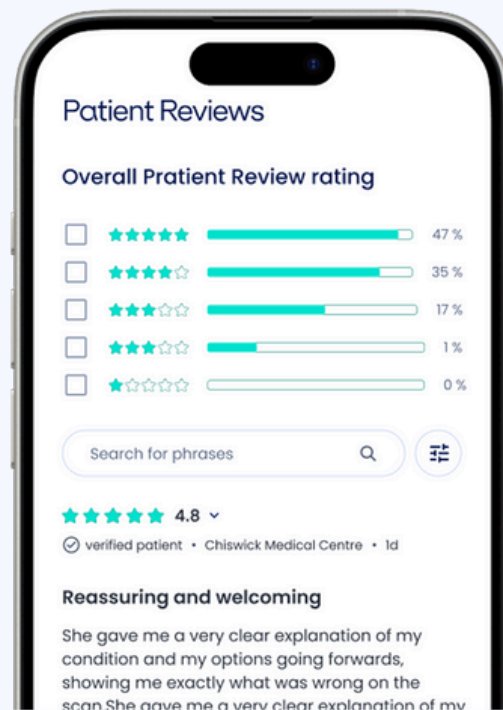 Patient Reviews
Overall Pratient Review rating
47 %
35 %
17 %
1 %
0 %
Search for phrases
4.8
verified patient • Chiswick Medical Centre • 1d
Reassuring and welcoming
She gave me a very clear explanation of my
condition and my options going forwards,
showing me exactly what was wrong on the
scan.She gave me a very clear explanation of my